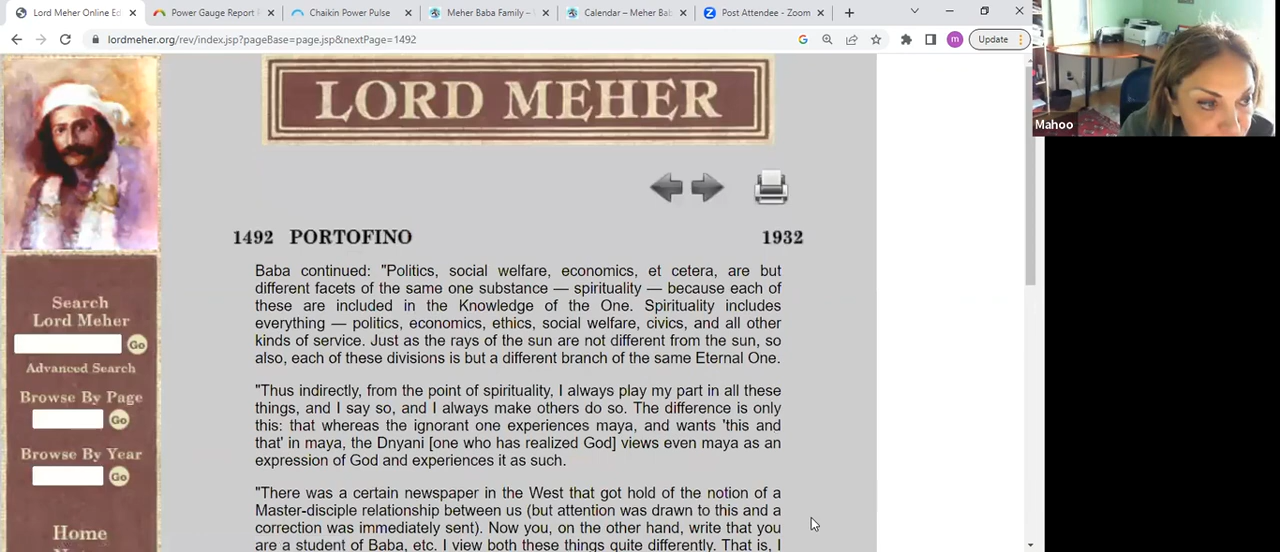 Lord Meher Online Ed
Power Gauge Report
Chaikin Power Pulse
Meher Baba Family –
Calendar – Meher Bab
Post Attendee - Zoom
lordmeher.org/rev/index.jsp?pageBase=page.jsp&nextPage=1492
m
Update
Mahoo
LORD MEHER
1492 PORTOFINO 1932
Search
Lord Meher
Go
Advanced Search
Browse By Page
Go
Browse By Year
Go
Home
Baba continued: "Politics, social welfare, economics, et cetera, are but
different facets of the same one substance — spirituality — because each of
these are included in the Knowledge of the One. Spirituality includes
everything — politics, economics, ethics, social welfare, civics, and all other
kinds of service. Just as the rays of the sun are not different from the sun, so
also, each of these divisions is but a different branch of the same Eternal One.
"Thus indirectly, from the point of spirituality, I always play my part in all these
things, and I say so, and I always make others do so. The difference is only
this: that whereas the ignorant one experiences maya, and wants 'this and
that' in maya, the Dnyani [one who has realized God] views even maya as an
expression of God and experiences it as such.
"There was a certain newspaper in the West that got hold of the notion of a
Master-disciple relationship between us (but attention was drawn to this and a
correction was immediately sent). Now you, on the other hand, write that you
are a student of Baba, etc. I view both these things quite differently. That is, I